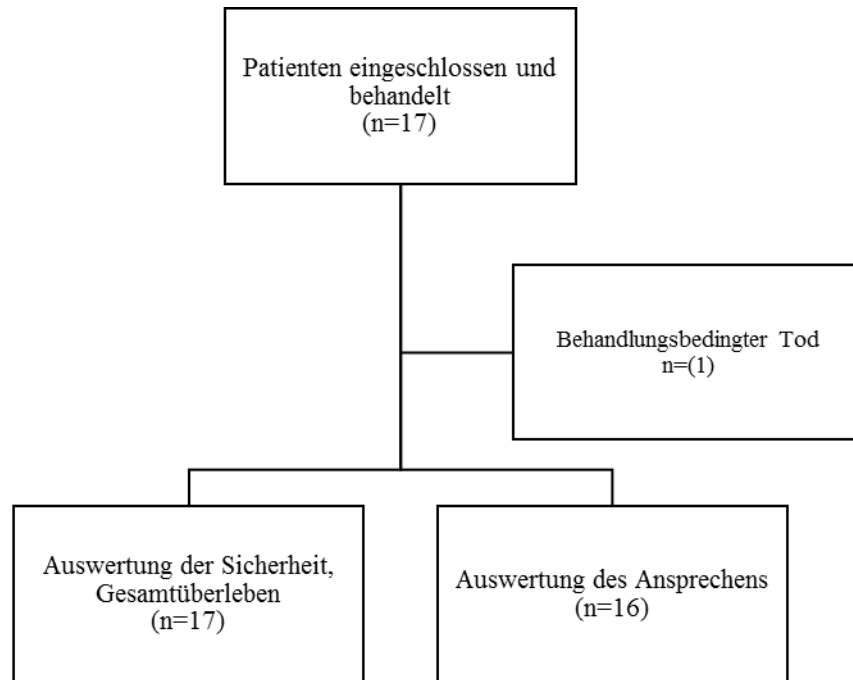 Patienten eingeschlossen und
behandelt
(n=17)
Behandlungsbedingter Tod
n=(1)
Auswertung der Sicherheit,
Gesamtüberleben
(n=17)
Auswertung des Ansprechens
(n=16)